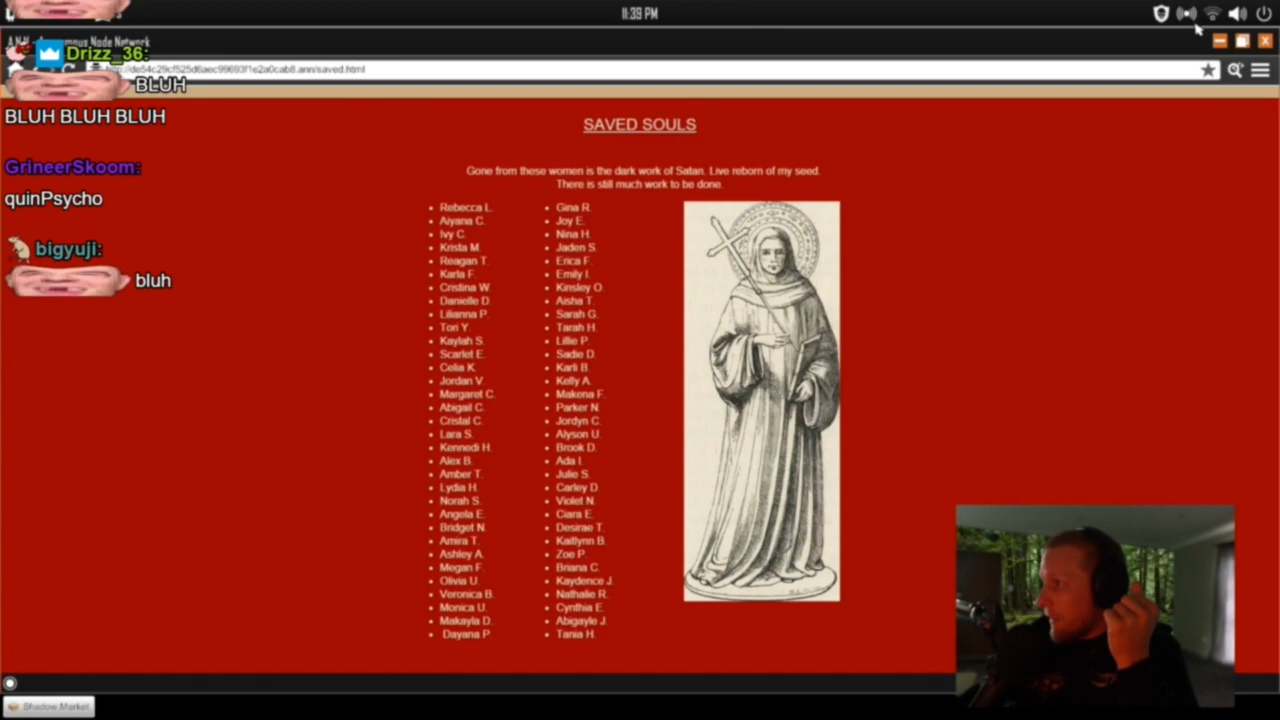 11:39 PM
Drizz_36:
http://de54c29cf525d6aec99693f1e2a0cab8.ann/saved.html
BLUH
BLUH BLUH BLUH
GrineerSkoom:
quinPsycho
bigyuji:
bluh
SAVED SOULS
Gone from these women is the dark work of Satan. Live reborn of my seed.
There is still much work to be done.
Rebecca L.
Aiyana C.
Ivy C.
Krista M.
Reagan T.
Karla F.
Cristina W.
Danielle D.
Lilianna P.
Tori Y.
Kaylah S.
Scarlet E.
Celia K.
Jordan V.
Margaret C.
Abigail C.
Cristal C.
Lara S.
Kennedi H.
Alex B.
Amber T.
Lydia H.
Norah S.
Angela E.
Bridget N.
Amira T.
Ashley A.
Megan F.
Olivia U.
Veronica B.
Monica U.
Makayla D.
Dayana P.
Gina R.
Joy E.
Nina H.
Jaden S.
Erica F.
Emily I.
Kinsley O.
Aisha T.
Sarah G.
Tarah H.
Lillie P.
Sadie D.
Karli B.
Kelly A.
Makena F.
Parker N.
Jordyn C.
Alyson U.
Brook D.
Ada I.
Julie S.
Carley D.
Violet N.
Ciara E.
Desirae T.
Kaitlynn B.
Zoe P.
Briana C.
Kaydence J.
Nathalie R.
Cynthia E.
Abigayle J.
Tania H.
Shadow Market